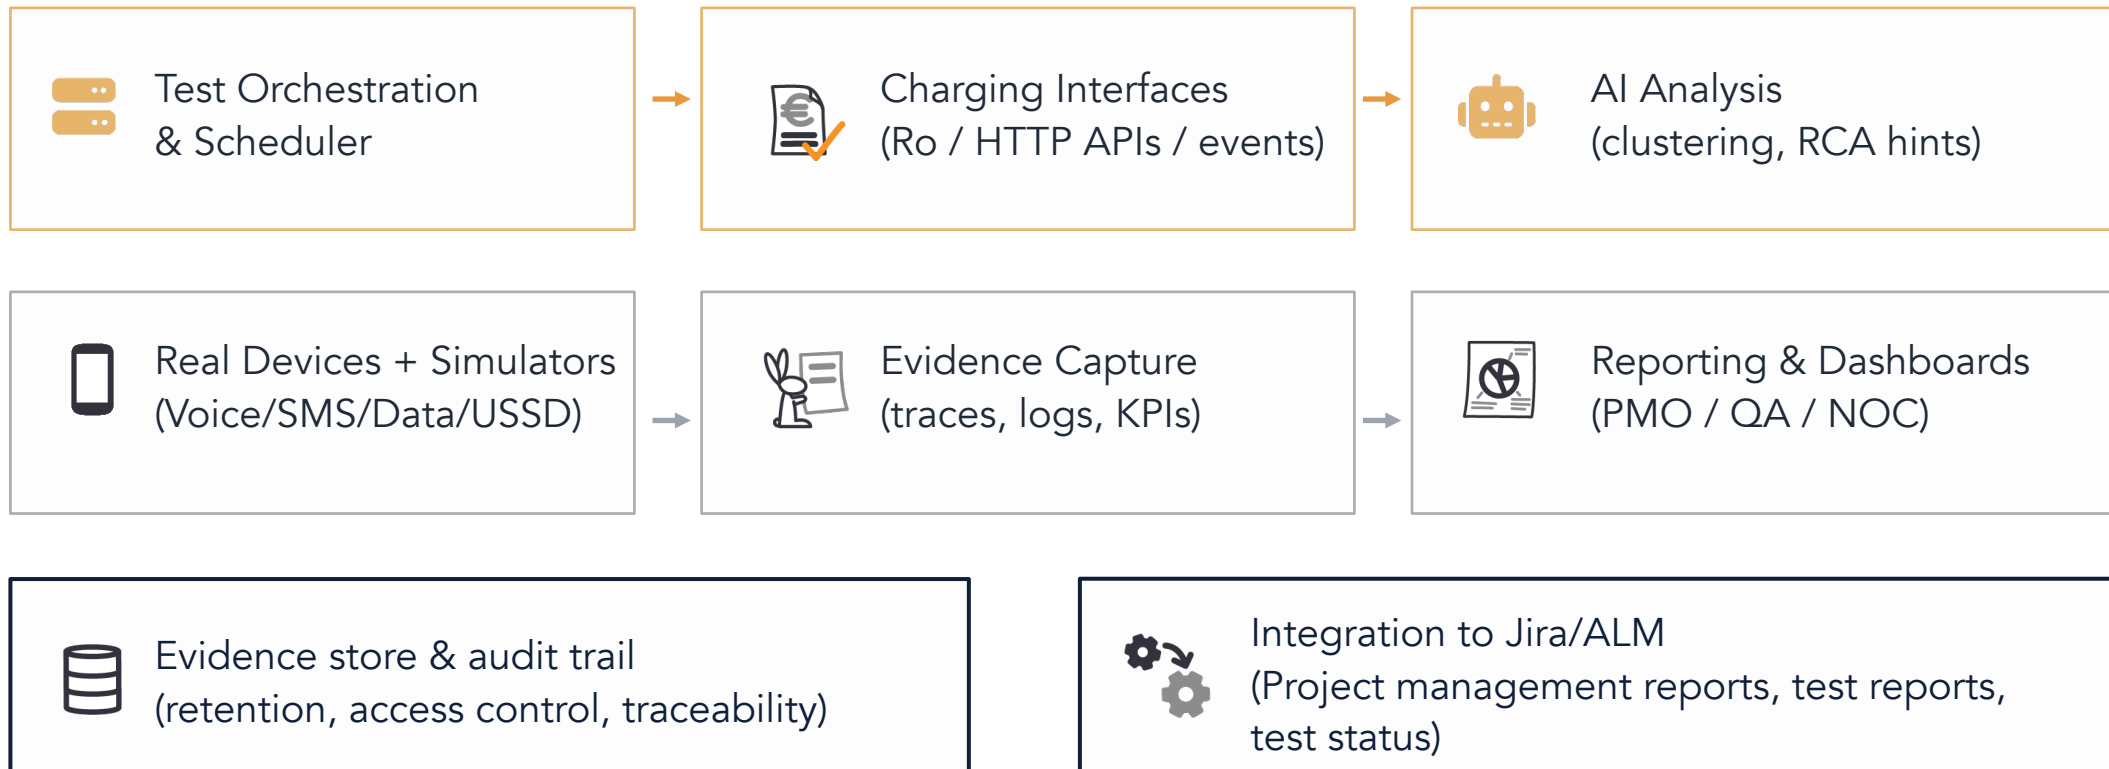 Test Orchestration
& Scheduler
Charging Interfaces
(Ro / HTTP APIs / events)
AI Analysis
(clustering, RCA hints)
Real Devices + Simulators
(Voice/SMS/Data/USSD)
Evidence Capture
(traces, logs, KPIs)
Reporting & Dashboards
(PMO / QA / NOC)
Evidence store & audit trail
(retention, access control, traceability)
Integration to Jira/ALM
(Project management reports, test reports,
test status)